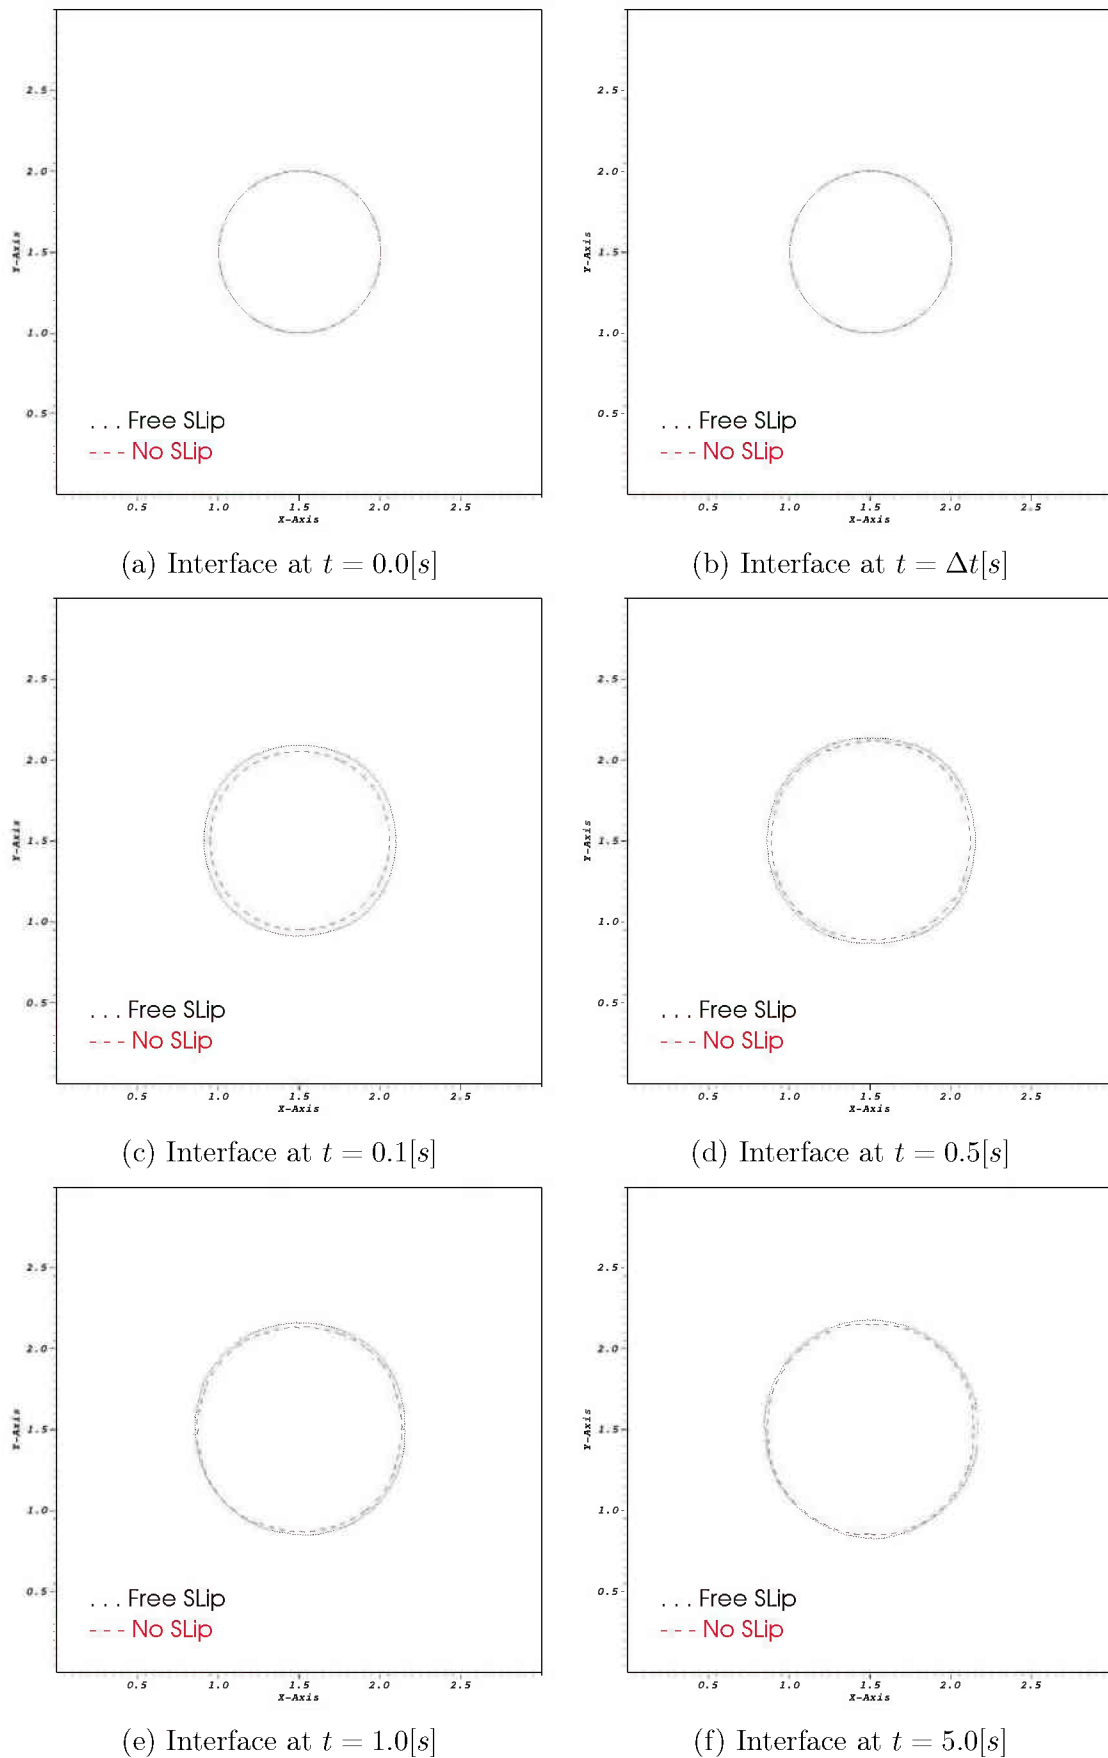 2.5
2.0
Y-Axis
1.5
1.0
0.5
. . . Free SLip
- - - No SLip
0.5 1.0 1.5 2.0 2.5
X-Axis
(a) Interface at t = 0.0[s]
2.5
2.0
Y-Axis
1.5
1.0
0.5
. . . Free SLip
- - - No SLip
0.5 1.0 1.5 2.0 2.5
X-Axis
(b) Interface at t = Δt[s]
2.5
2.0
Y-Axis
1.5
1.0
0.5
. . . Free SLip
- - - No SLip
0.5 1.0 1.5 2.0 2.5
X-Axis
(c) Interface at t = 0.1[s]
2.5
2.0
Y-Axis
1.5
1.0
0.5
. . . Free SLip
- - - No SLip
0.5 1.0 1.5 2.0 2.5
X-Axis
(d) Interface at t = 0.5[s]
2.5
2.0
Y-Axis
1.5
1.0
0.5
. . . Free SLip
- - - No SLip
0.5 1.0 1.5 2.0 2.5
X-Axis
(e) Interface at t = 1.0[s]
2.5
2.0
Y-Axis
1.5
1.0
0.5
. . . Free SLip
- - - No SLip
0.5 1.0 1.5 2.0 2.5
X-Axis
(f) Interface at t = 5.0[s]